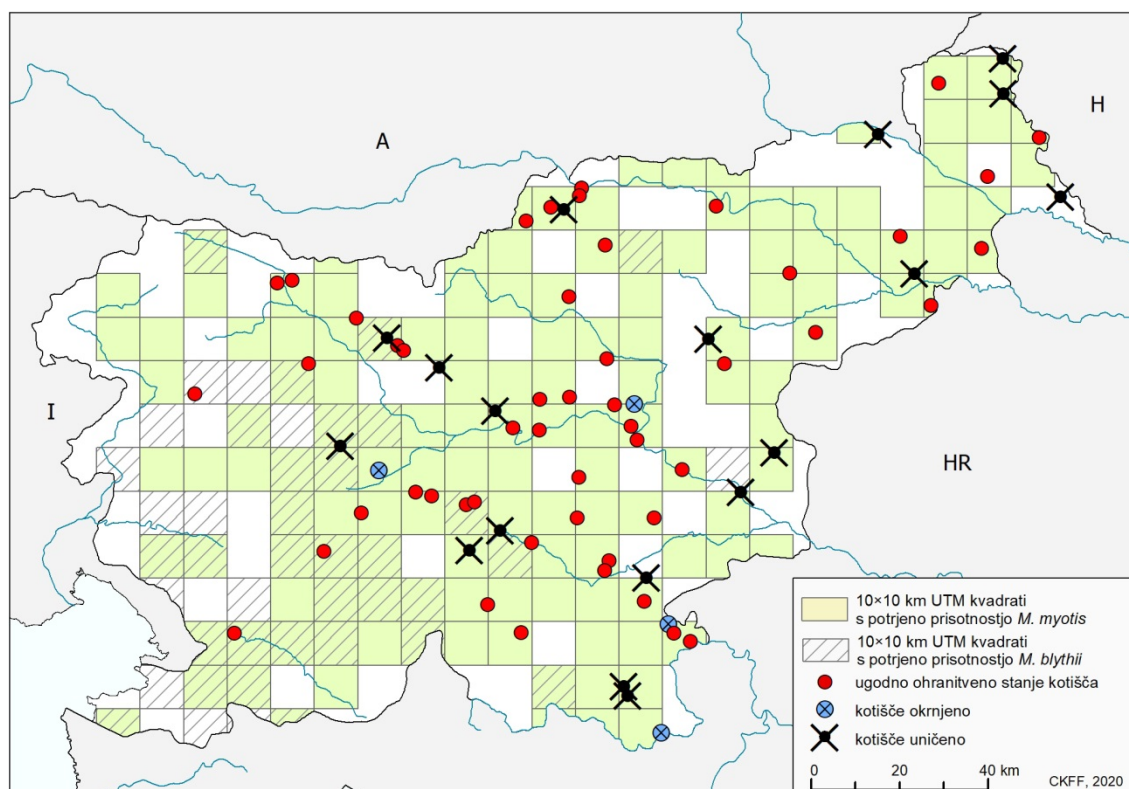 H
A
I
HR
10×10 km UTM kvadrati
s potrjeno prisotnostjo M. myotis
10×10 km UTM kvadrati
s potrjeno prisotnostjo M. blythii
ugodno ohranitveno stanje kotišča
kotišče okrnjeno
kotišče uničeno
0 20 40 km
CKFF, 2020